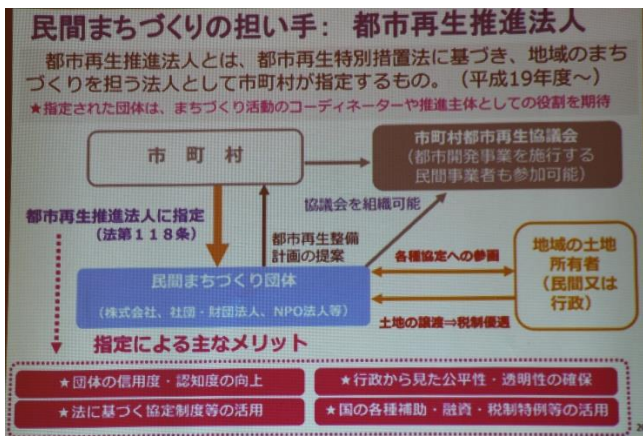 民間まちづくりの担い手： 都市再生推進法人
都市再生推進法人とは、都市再生特別措置法に基づき、地域のまち
づくりを担う法人として市町村が指定するもの。（平成19年度～）
★指定された団体は、まちづくり活動のコーディネーターや推進主体としての役割を期待
市 町 村
市町村都市再生協議会
（都市開発事業を施行する
民間事業者も参加可能）
協議会を組織可能
都市再生推進法人に指定
（法第118条）
都市再生整備
計画の提案
民間まちづくり団体
（株式会社、社団・財団法人、NPO法人等）
各種協定への参画
土地の譲渡⇒税制優遇
地域の土地
所有者
（民間又は
行政）
指定による主なメリット
★団体の信用度・認知度の向上
★行政から見た公平性・透明性の確保
★法に基づく協定制度等の活用
★国の各種補助・融資・税制特例等の活用